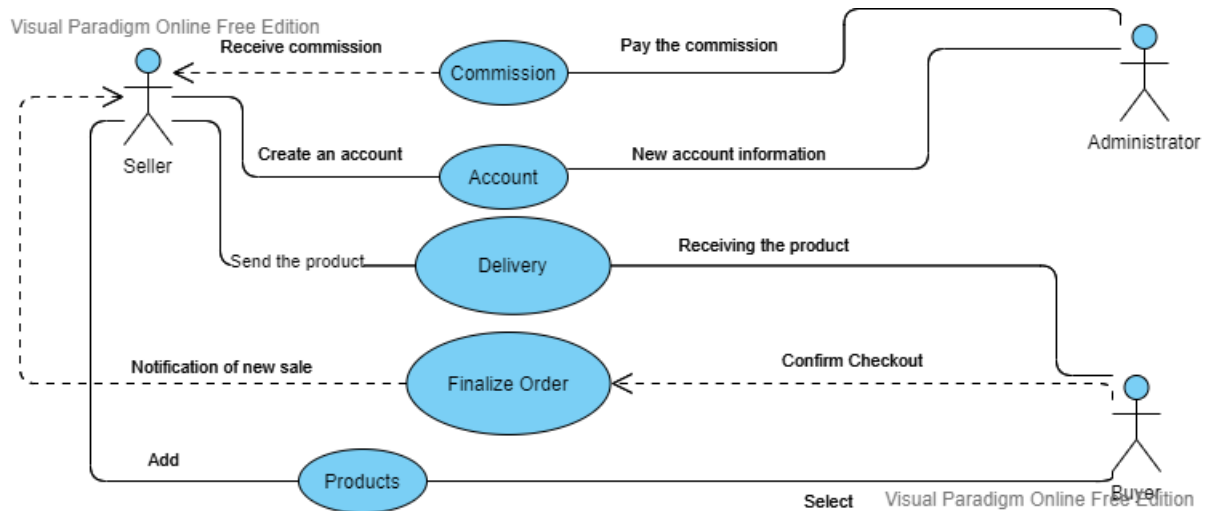 Visual Paradigm Online Free Edition
Receive commission
Pay the commission
Commission
Administrator
Seller
Create an account
New account information
Account
Send the product
Delivery
Receiving the product
Notification of new sale
Finalize Order
Confirm Checkout
Add
Products
Select
Buyer
Visual Paradigm Online Free Edition